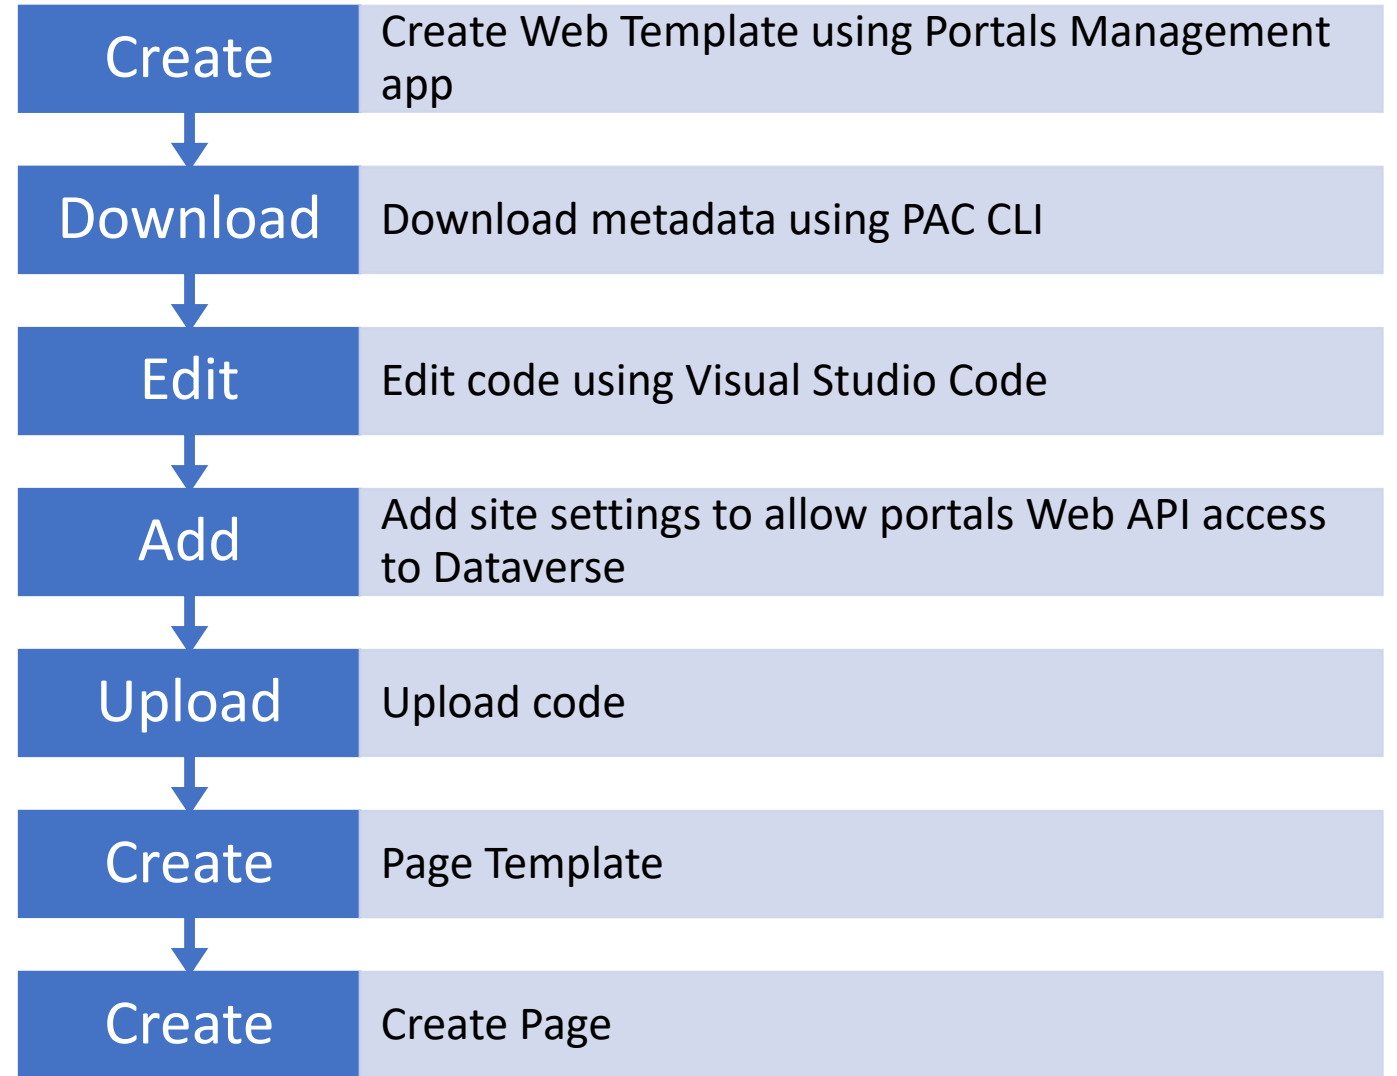 Create
Create Web Template using Portals Management
app
Download
Download metadata using PAC CLI
Edit
Edit code using Visual Studio Code
Add
Add site settings to allow portals Web API access
to Dataverse
Upload
Upload code
Create
Page Template
Create
Create Page